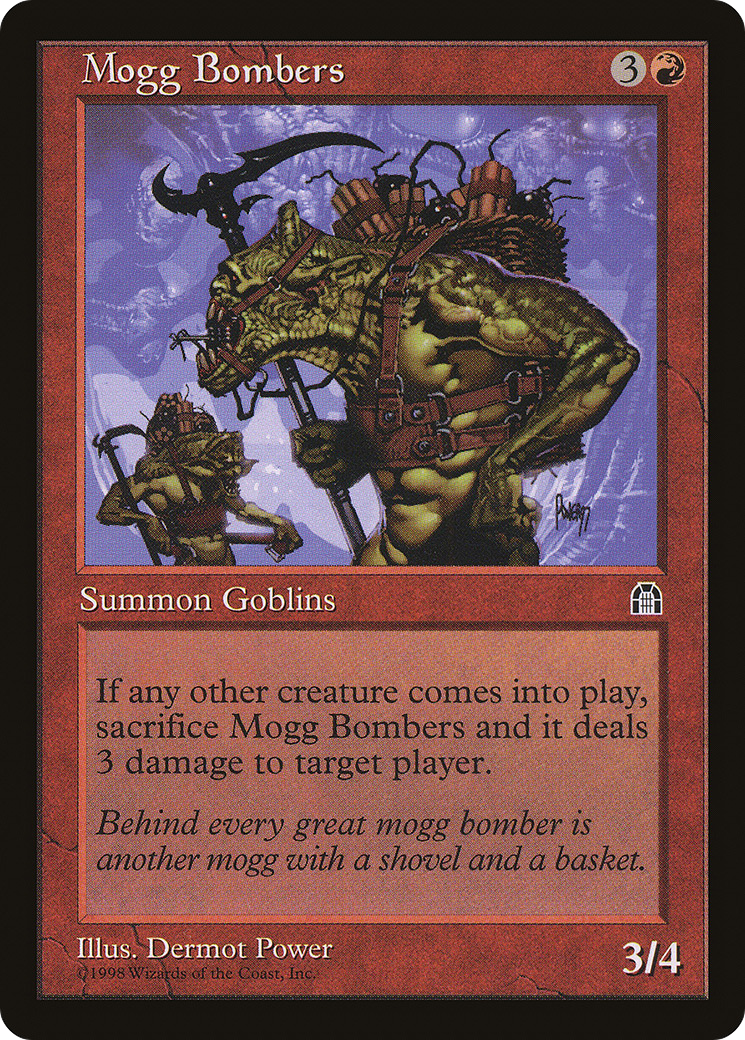 Mogg Bombers 3
Power97
Summon Goblins
If any other creature comes into play,
sacrifice Mogg Bombers and it deals
3 damage to target player.
Behind every great mogg bomber is
another mogg with a shovel and a basket.
Illus. Dermot Power
©1998 Wizards of the Coast, Inc.
3/4